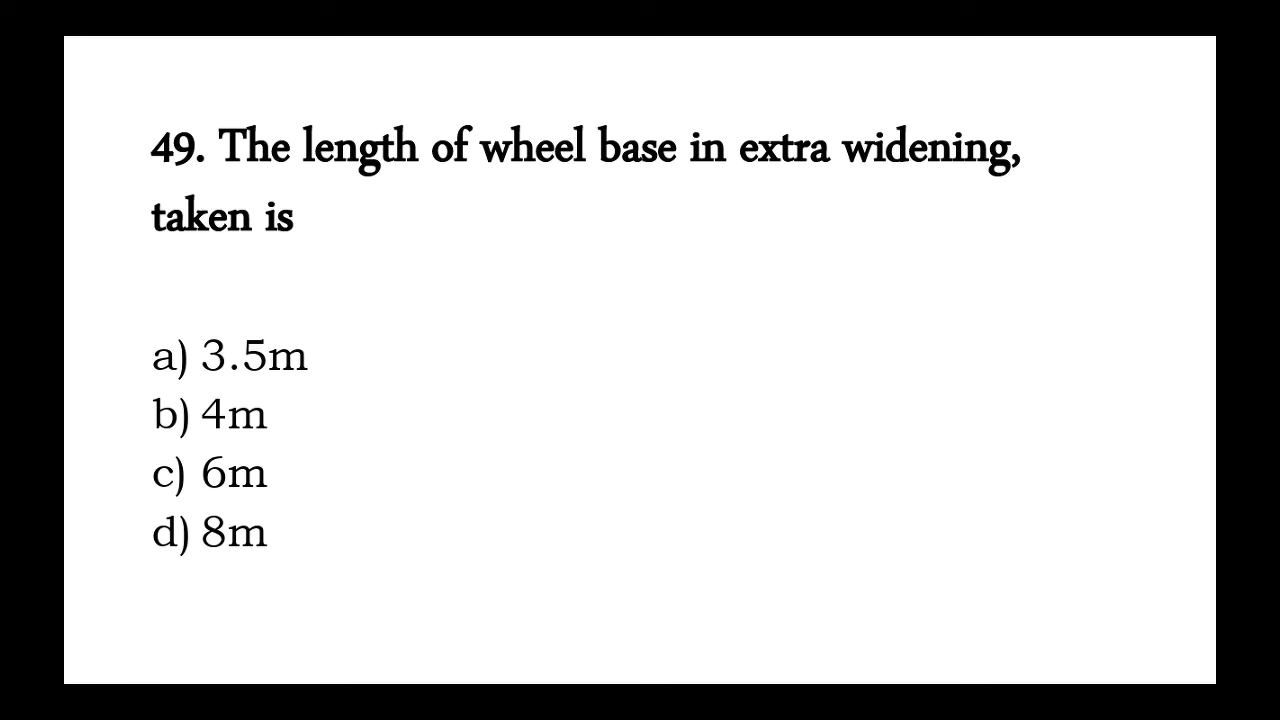 49. The length of wheel base in extra widening,
taken is
a) 3.5m
b) 4m
c) 6m
d) 8m